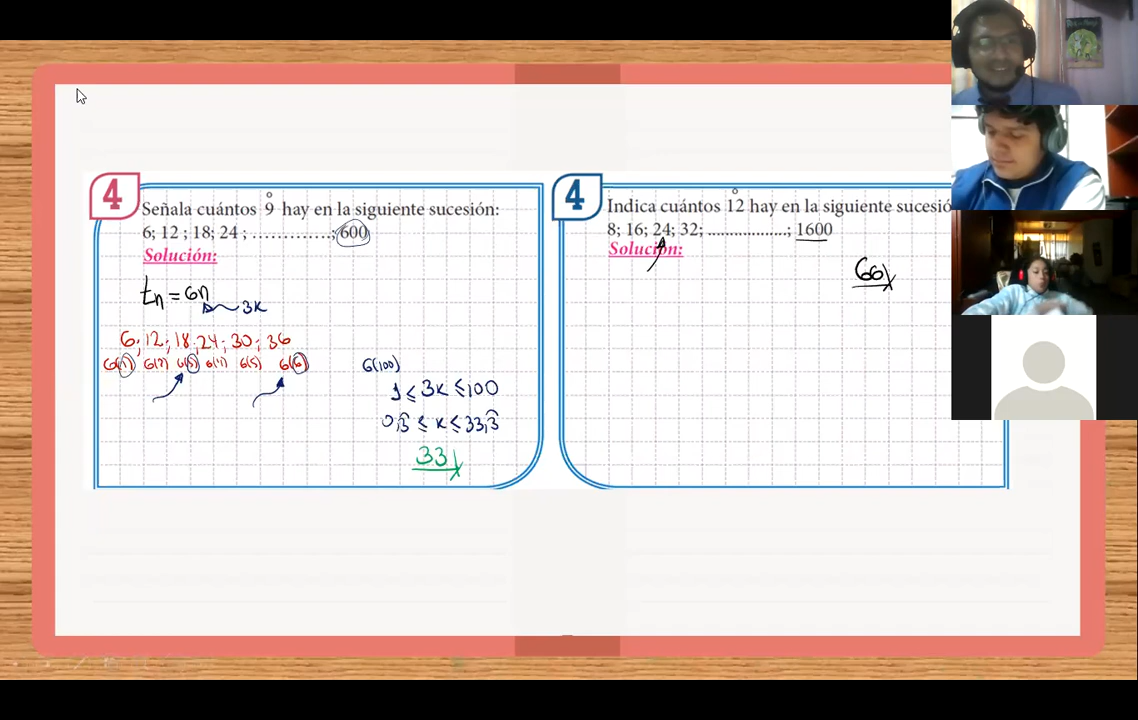 4
Señala cuántos 9° hay en la siguiente sucesión:
6; 12 ; 18; 24 ; ………….; 600
Solución:
tn = 6n
3K
6; 12; 18; 24; 30; 36
6(1) 6(2) 6(3) 6(4) 6(5) 6(6)
6(100)
1 ≤ 3K ≤ 100
0,3̂ ≤ K ≤ 33,3̂
33
4
Indica cuántos 12° hay en la siguiente sucesió
8; 16; 24; 32; ...................; 1600
Solución:
66